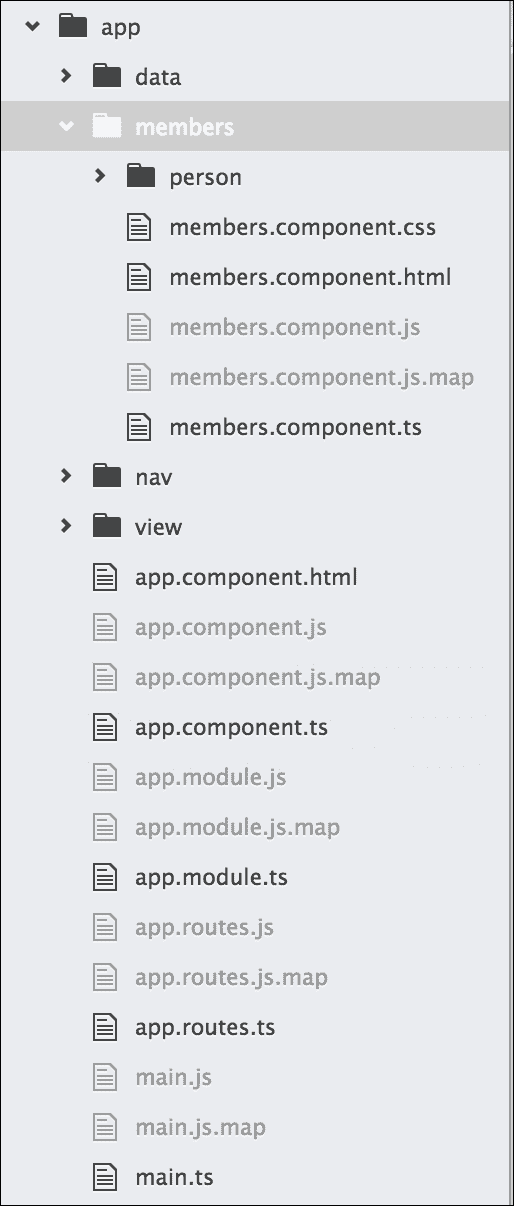 app
data
members
person
members.component.css
members.component.html
members.component.js
members.component.js.map
members.component.ts
nav
view
app.component.html
app.component.js
app.component.js.map
app.component.ts
app.module.js
app.module.js.map
app.module.ts
app.routes.js
app.routes.js.map
app.routes.ts
main.js
main.js.map
main.ts